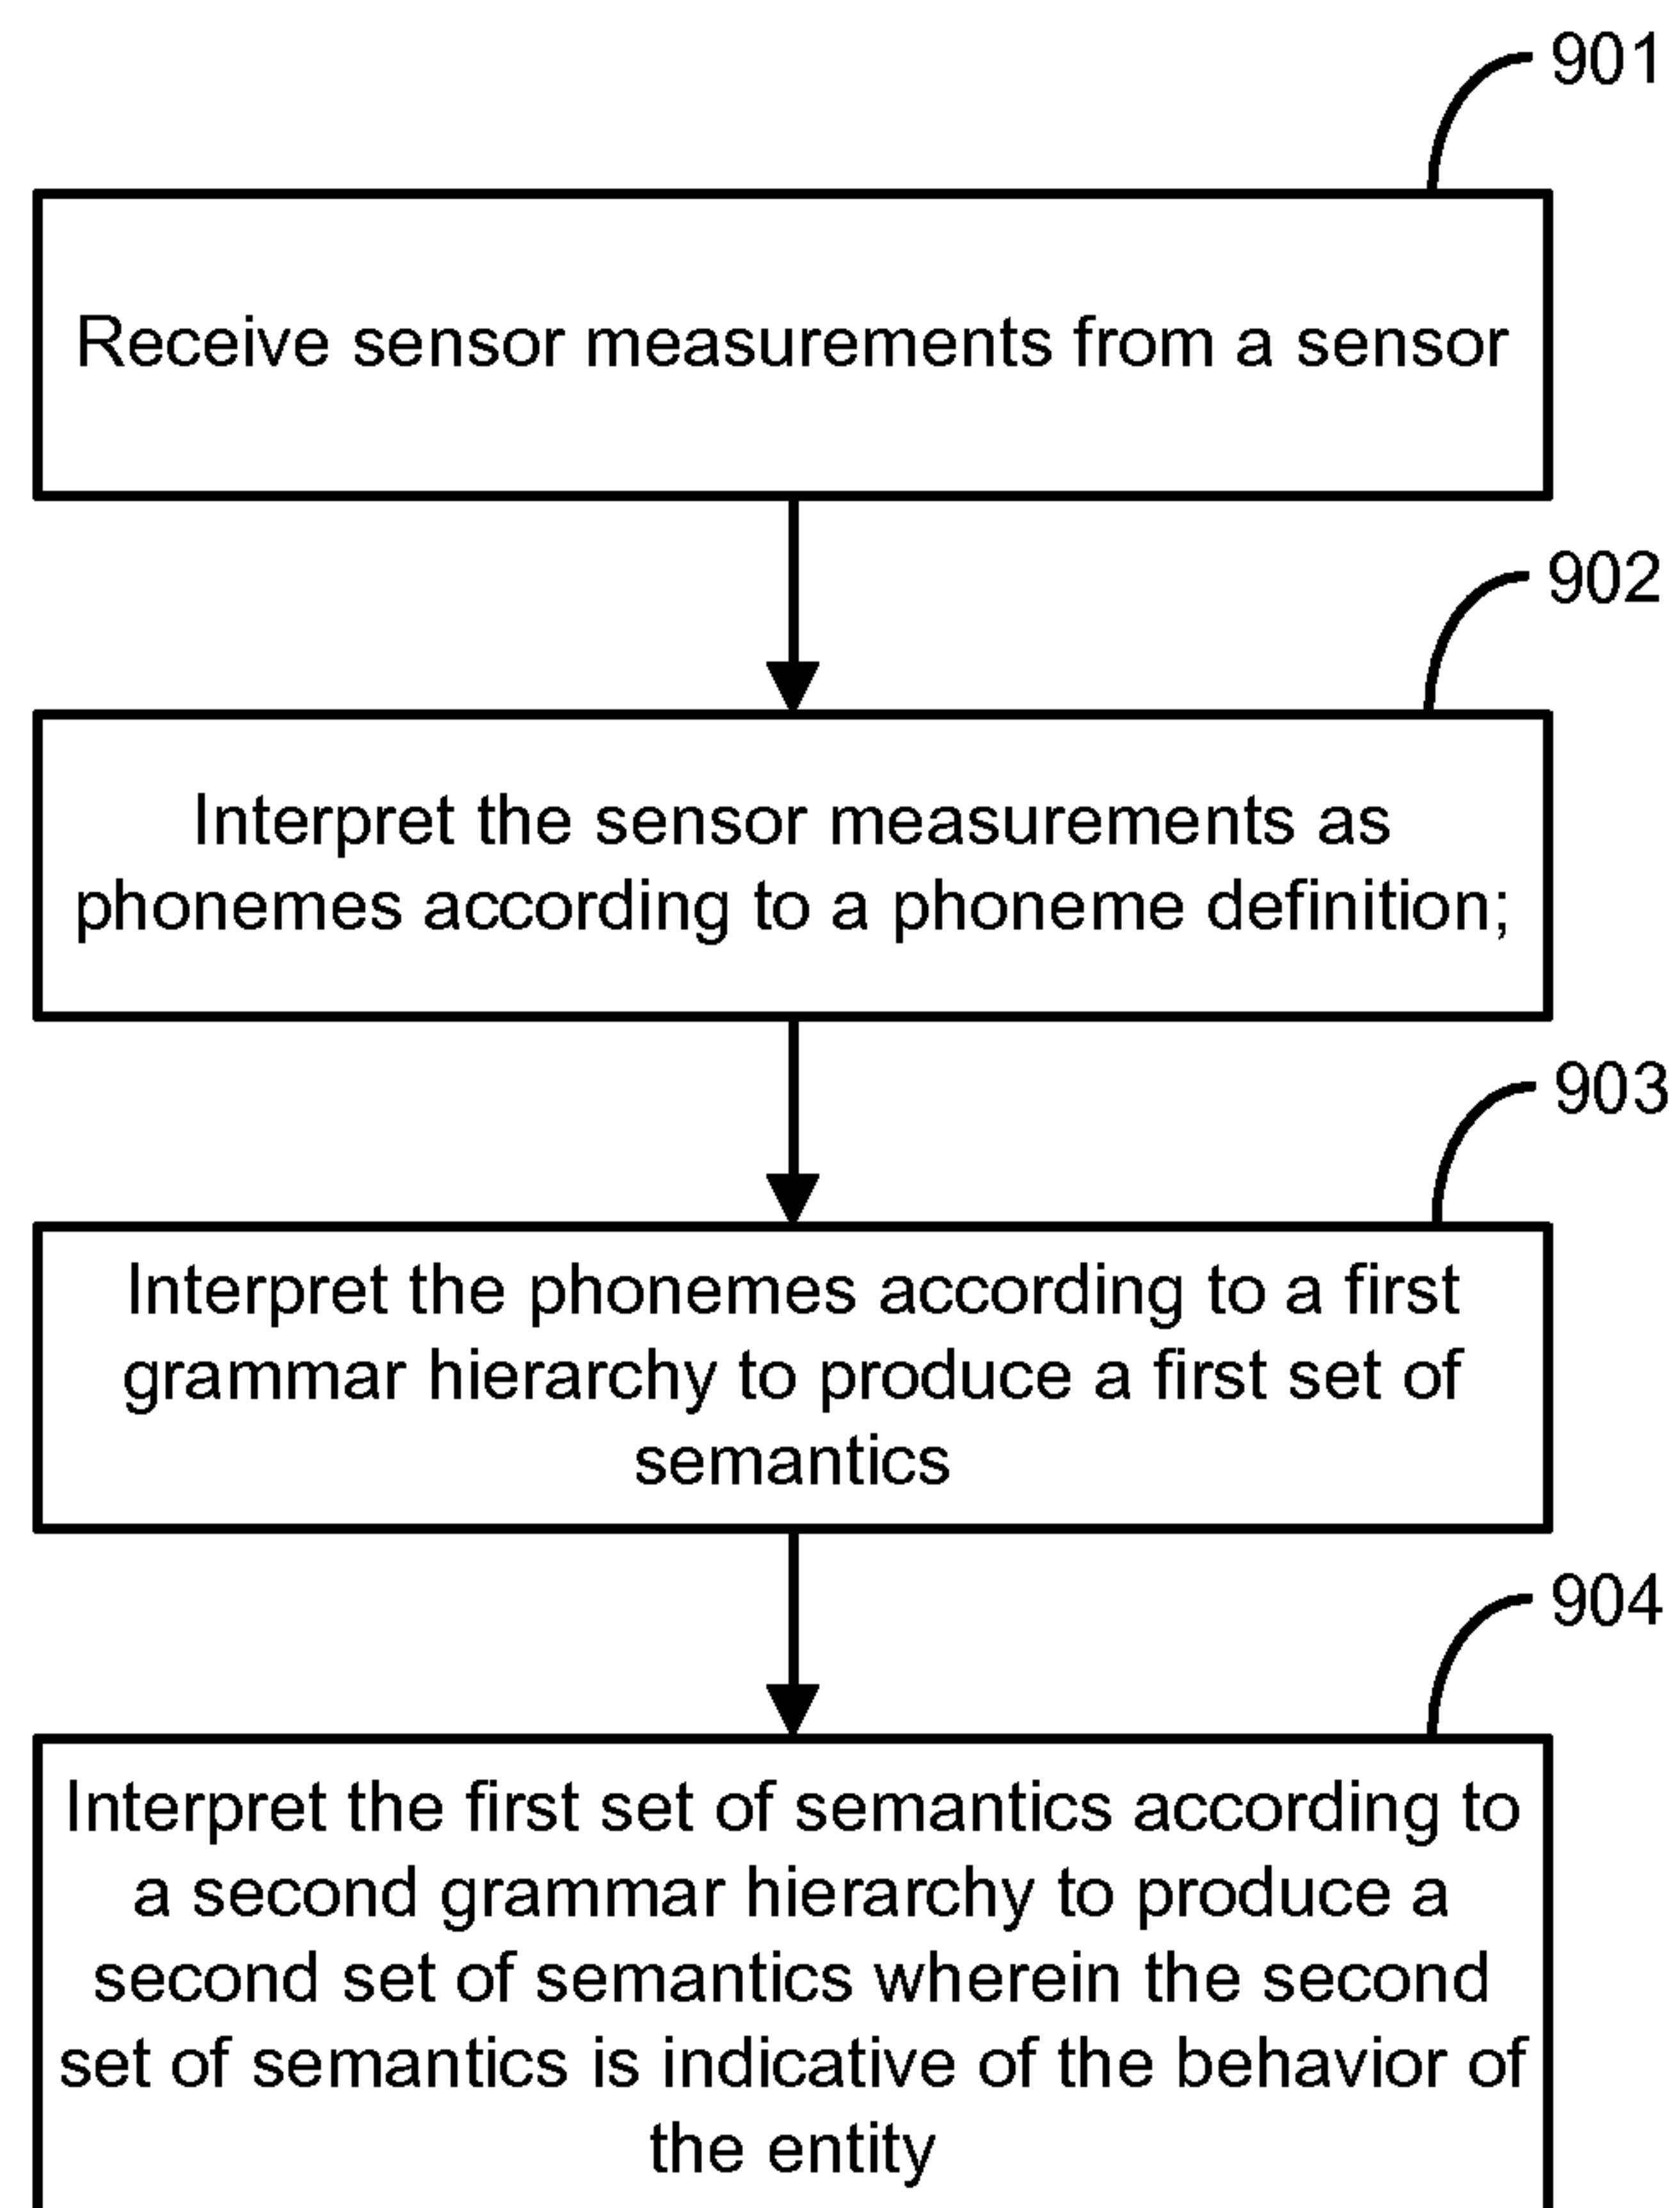 901
Receive sensor measurements from a sensor
902
Interpret the sensor measurements as
phonemes according to a phoneme definition;
903
Interpret the phonemes according to a first
grammar hierarchy to produce a first set of
semantics
904
Interpret the first set of semantics according to
a second grammar hierarchy to produce a
second set of semantics wherein the second
set of semantics is indicative of the behavior of
the entity